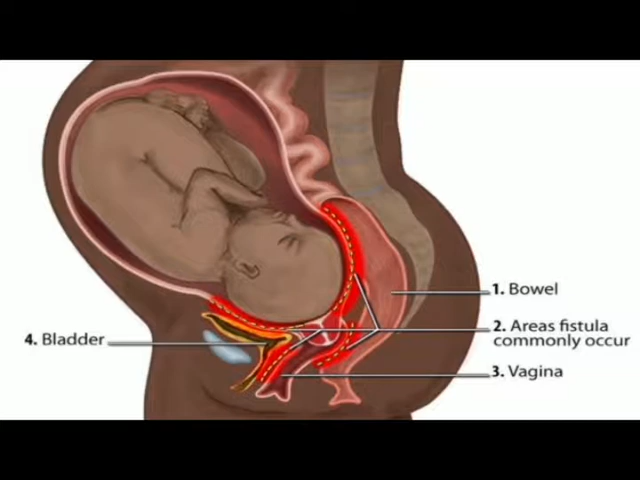 1. Bowel
2. Areas fistula
commonly occur
3. Vagina
4. Bladder